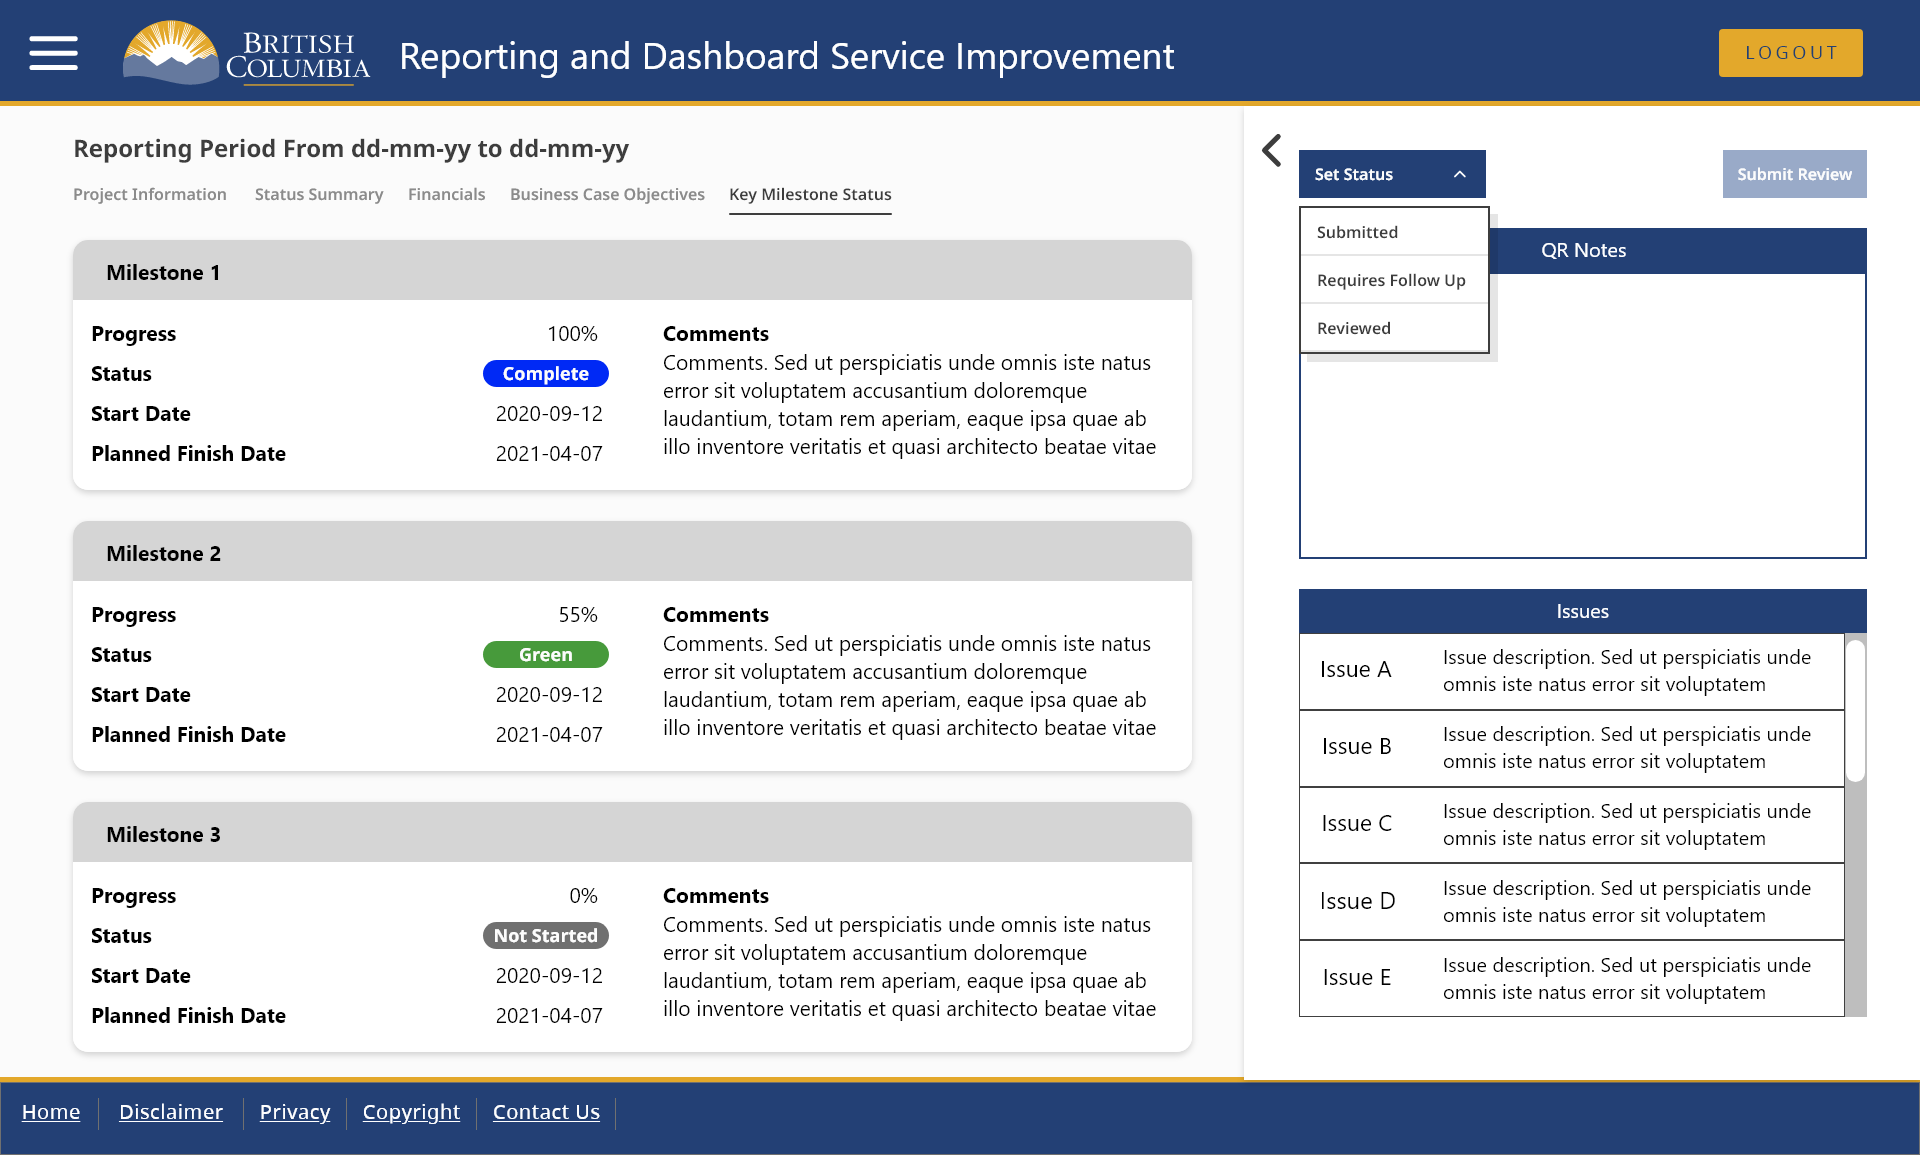 BRITISH
COLUMBIA
Reporting and Dashboard Service Improvement
LOGOUT
Reporting Period From dd-mm-yy to dd-mm-yy
Project Information
Status Summary
Financials
Business Case Objectives
Key Milestone Status
Milestone 1
Progress
100%
Status
Complete
Start Date
2020-09-12
Planned Finish Date
2021-04-07
Comments
Comments. Sed ut perspiciatis unde omnis iste natus
error sit voluptatem accusantium doloremque
laudantium, totam rem aperiam, eaque ipsa quae ab
illo inventore veritatis et quasi architecto beatae vitae
Milestone 2
Progress
55%
Status
Green
Start Date
2020-09-12
Planned Finish Date
2021-04-07
Comments
Comments. Sed ut perspiciatis unde omnis iste natus
error sit voluptatem accusantium doloremque
laudantium, totam rem aperiam, eaque ipsa quae ab
illo inventore veritatis et quasi architecto beatae vitae
Milestone 3
Progress
0%
Status
Not Started
Start Date
2020-09-12
Planned Finish Date
2021-04-07
Comments
Comments. Sed ut perspiciatis unde omnis iste natus
error sit voluptatem accusantium doloremque
laudantium, totam rem aperiam, eaque ipsa quae ab
illo inventore veritatis et quasi architecto beatae vitae
Set Status
Submit Review
Submitted
Requires Follow Up
Reviewed
QR Notes
Issues
Issue A
Issue description. Sed ut perspiciatis unde
omnis iste natus error sit voluptatem
Issue B
Issue description. Sed ut perspiciatis unde
omnis iste natus error sit voluptatem
Issue C
Issue description. Sed ut perspiciatis unde
omnis iste natus error sit voluptatem
Issue D
Issue description. Sed ut perspiciatis unde
omnis iste natus error sit voluptatem
Issue E
Issue description. Sed ut perspiciatis unde
omnis iste natus error sit voluptatem
Home
Disclaimer
Privacy
Copyright
Contact Us